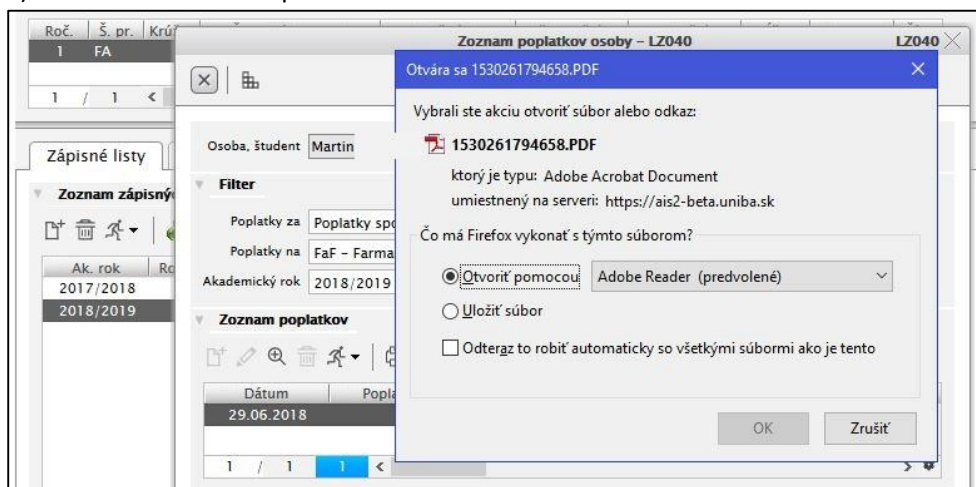 Roč. Š. pr. Krúž
1 FA
1 / 1
Zoznam poplatkov osoby – LZ040
LZ040
Zápisné listy
Zoznam zápisný
Ak. rok Ro
2017/2018
2018/2019
Osoba, študent Martin
Filter
Poplatky za Poplatky spo
Poplatky na FaF – Farma
Akademický rok 2018/2019
Zoznam poplatkov
Dátum Popla
29.06.2018
1 / 1 1
Otvára sa 1530261794658.PDF
Vybrali ste akciu otvoriť súbor alebo odkaz:
1530261794658.PDF
ktorý je typu: Adobe Acrobat Document
umiestnený na serveri: https://ais2-beta.uniba.sk
Čo má Firefox vykonať s týmto súborom?
Otvoriť pomocou Adobe Reader (predvolené)
Uložiť súbor
Odteraz to robiť automaticky so všetkými súbormi ako je tento
OK Zrušiť